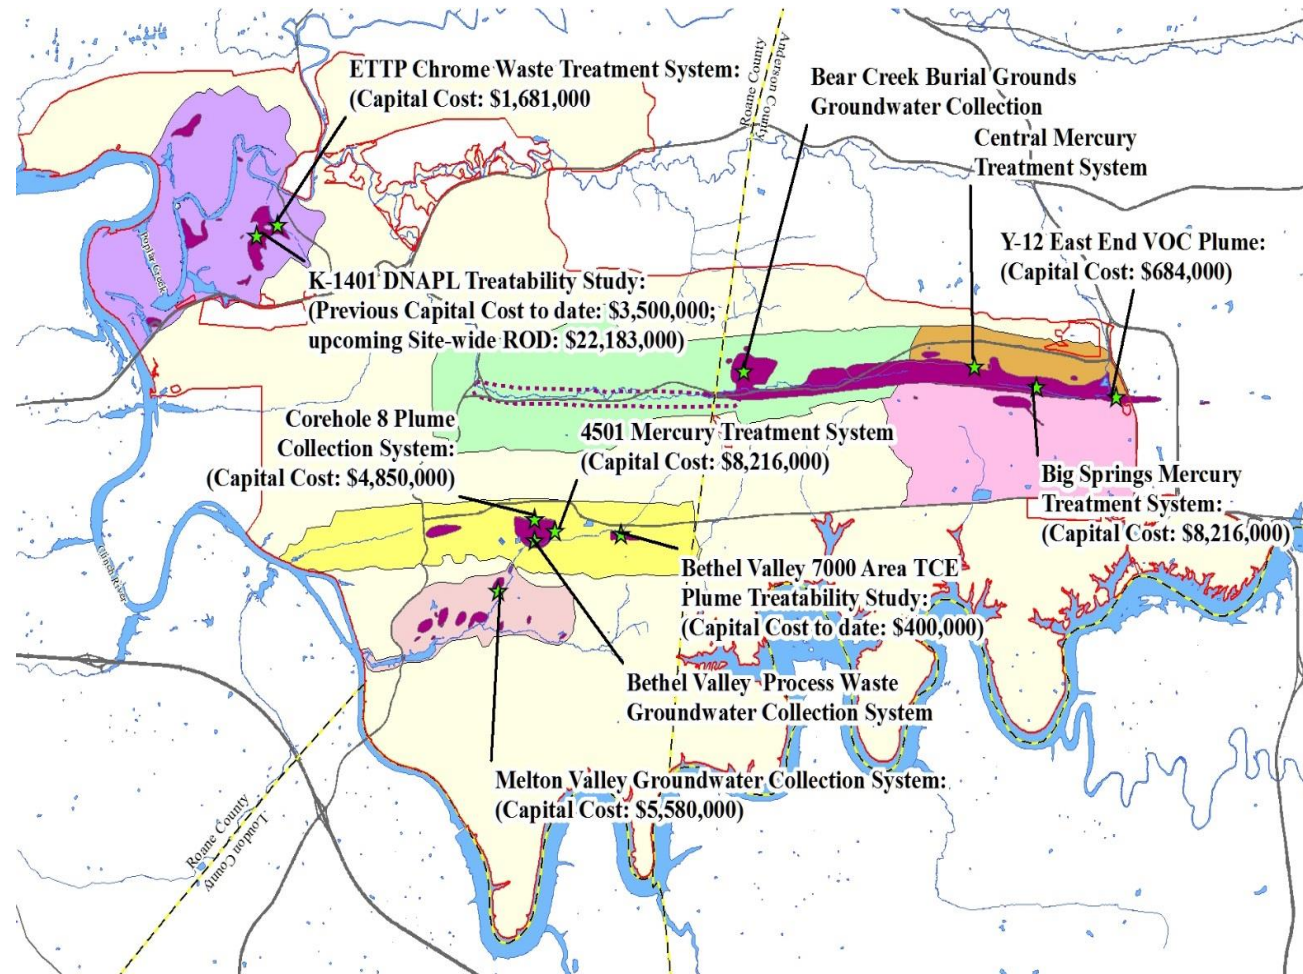 ETTP Chrome Waste Treatment System:
(Capital Cost: $1,681,000
Roane County
Anderson County
Bear Creek Burial Grounds
Groundwater Collection
Central Mercury
Treatment System
Y-12 East End VOC Plume:
(Capital Cost: $684,000)
Poplar Creek
K-1401 DNAPL Treatability Study:
(Previous Capital Cost to date: $3,500,000;
upcoming Site-wide ROD: $22,183,000)
Corehole 8 Plume
Collection System:
(Capital Cost: $4,850,000)
4501 Mercury Treatment System
(Capital Cost: $8,216,000)
Big Springs Mercury
Treatment System:
(Capital Cost: $8,216,000)
Clinch River
Bethel Valley 7000 Area TCE
Plume Treatability Study:
(Capital Cost to date: $400,000)
Bethel Valley Process Waste
Groundwater Collection System
Melton Valley Groundwater Collection System:
(Capital Cost: $5,580,000)
Roane County
London County